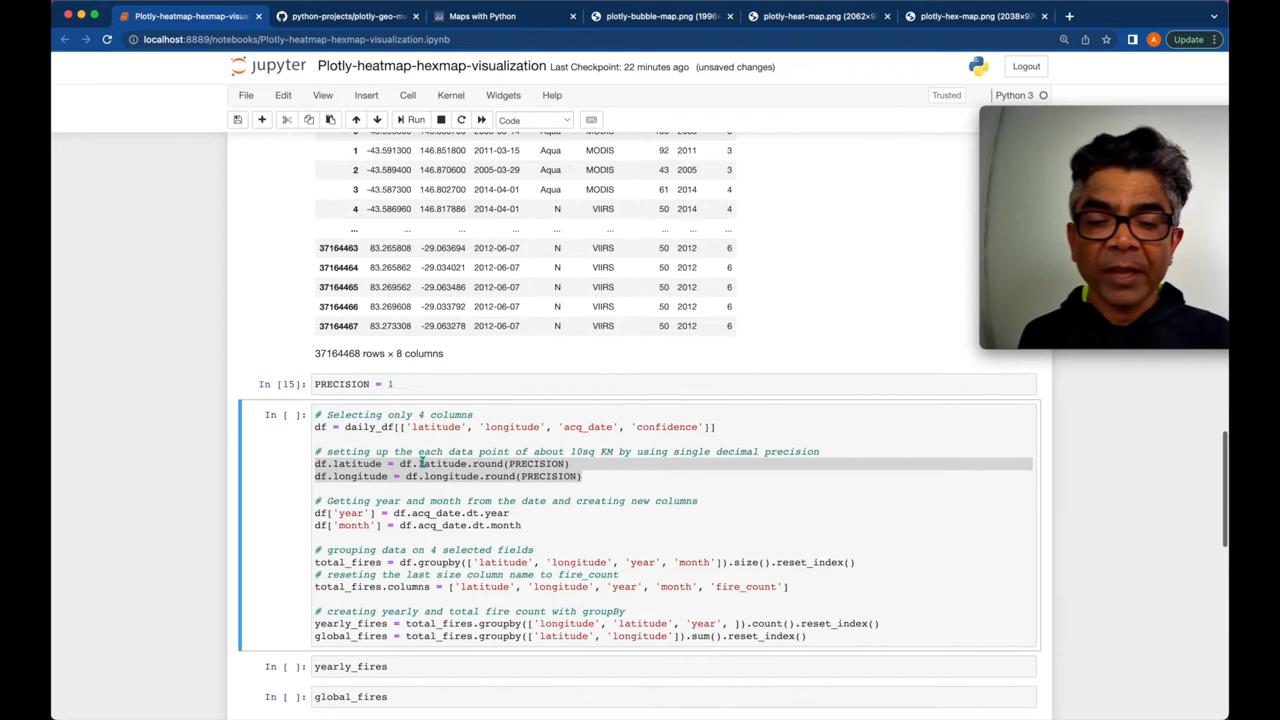 Plotly-heatmap-hexmap-visu
python-projects/plotly-geo-m
Maps with Python
plotly-bubble-map.png (1996×
plotly-heat-map.png (2062×9
plotly-hex-map.png (2038×97
localhost:8889/notebooks/Plotly-heatmap-hexmap-visualization.ipynb
A
Update
jupyter
Plotly-heatmap-hexmap-visualization Last Checkpoint: 22 minutes ago (unsaved changes)
Logout
File Edit View Insert Cell Kernel Widgets Help
Trusted
Python 3
Run
Code
1 -43.591300 146.851800 2011-03-15 Aqua MODIS 92 2011 3
2 -43.589400 146.870600 2005-03-29 Aqua MODIS 43 2005 3
3 -43.587300 146.802700 2014-04-01 Aqua MODIS 61 2014 4
4 -43.586960 146.817886 2014-04-01 N VIIRS 50 2014 4
... ... ... ... ... ... ... ... ...
37164463 83.265808 -29.063694 2012-06-07 N VIIRS 50 2012 6
37164464 83.265862 -29.034021 2012-06-07 N VIIRS 50 2012 6
37164465 83.269562 -29.063486 2012-06-07 N VIIRS 50 2012 6
37164466 83.269608 -29.033792 2012-06-07 N VIIRS 50 2012 6
37164467 83.273308 -29.063278 2012-06-07 N VIIRS 50 2012 6
37164468 rows × 8 columns
In [15]: PRECISION = 1
In [ ]: # Selecting only 4 columns
df = daily_df[['latitude', 'longitude', 'acq_date', 'confidence']]
# setting up the each data point of about 10sq KM by using single decimal precision
df.latitude = df.latitude.round(PRECISION)
df.longitude = df.longitude.round(PRECISION)
# Getting year and month from the date and creating new columns
df['year'] = df.acq_date.dt.year
df['month'] = df.acq_date.dt.month
# grouping data on 4 selected fields
total_fires = df.groupby(['latitude', 'longitude', 'year', 'month']).size().reset_index()
# reseting the last size column name to fire_count
total_fires.columns = ['latitude', 'longitude', 'year', 'month', 'fire_count']
# creating yearly and total fire count with groupBy
yearly_fires = total_fires.groupby(['longitude', 'latitude', 'year', ]).count().reset_index()
global_fires = total_fires.groupby(['latitude', 'longitude']).sum().reset_index()
In [ ]: yearly_fires
In [ ]: global_fires